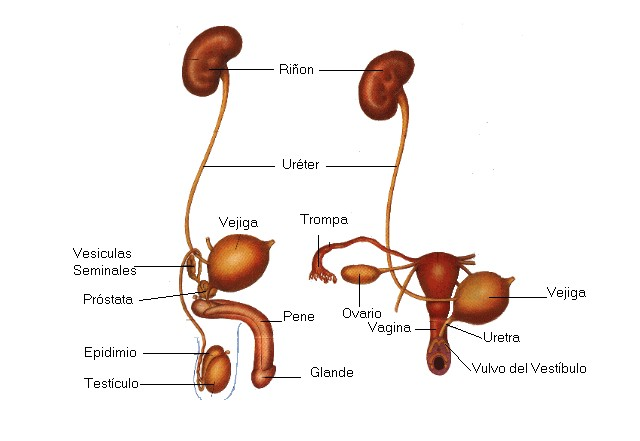 Riñon
Uréter
Vejiga
Trompa
Vesiculas
Seminales
Próstata
Pene
Epidimio
Testículo
Glande
Ovario
Vagina
Vejiga
Uretra
Vulvo del Vestíbulo